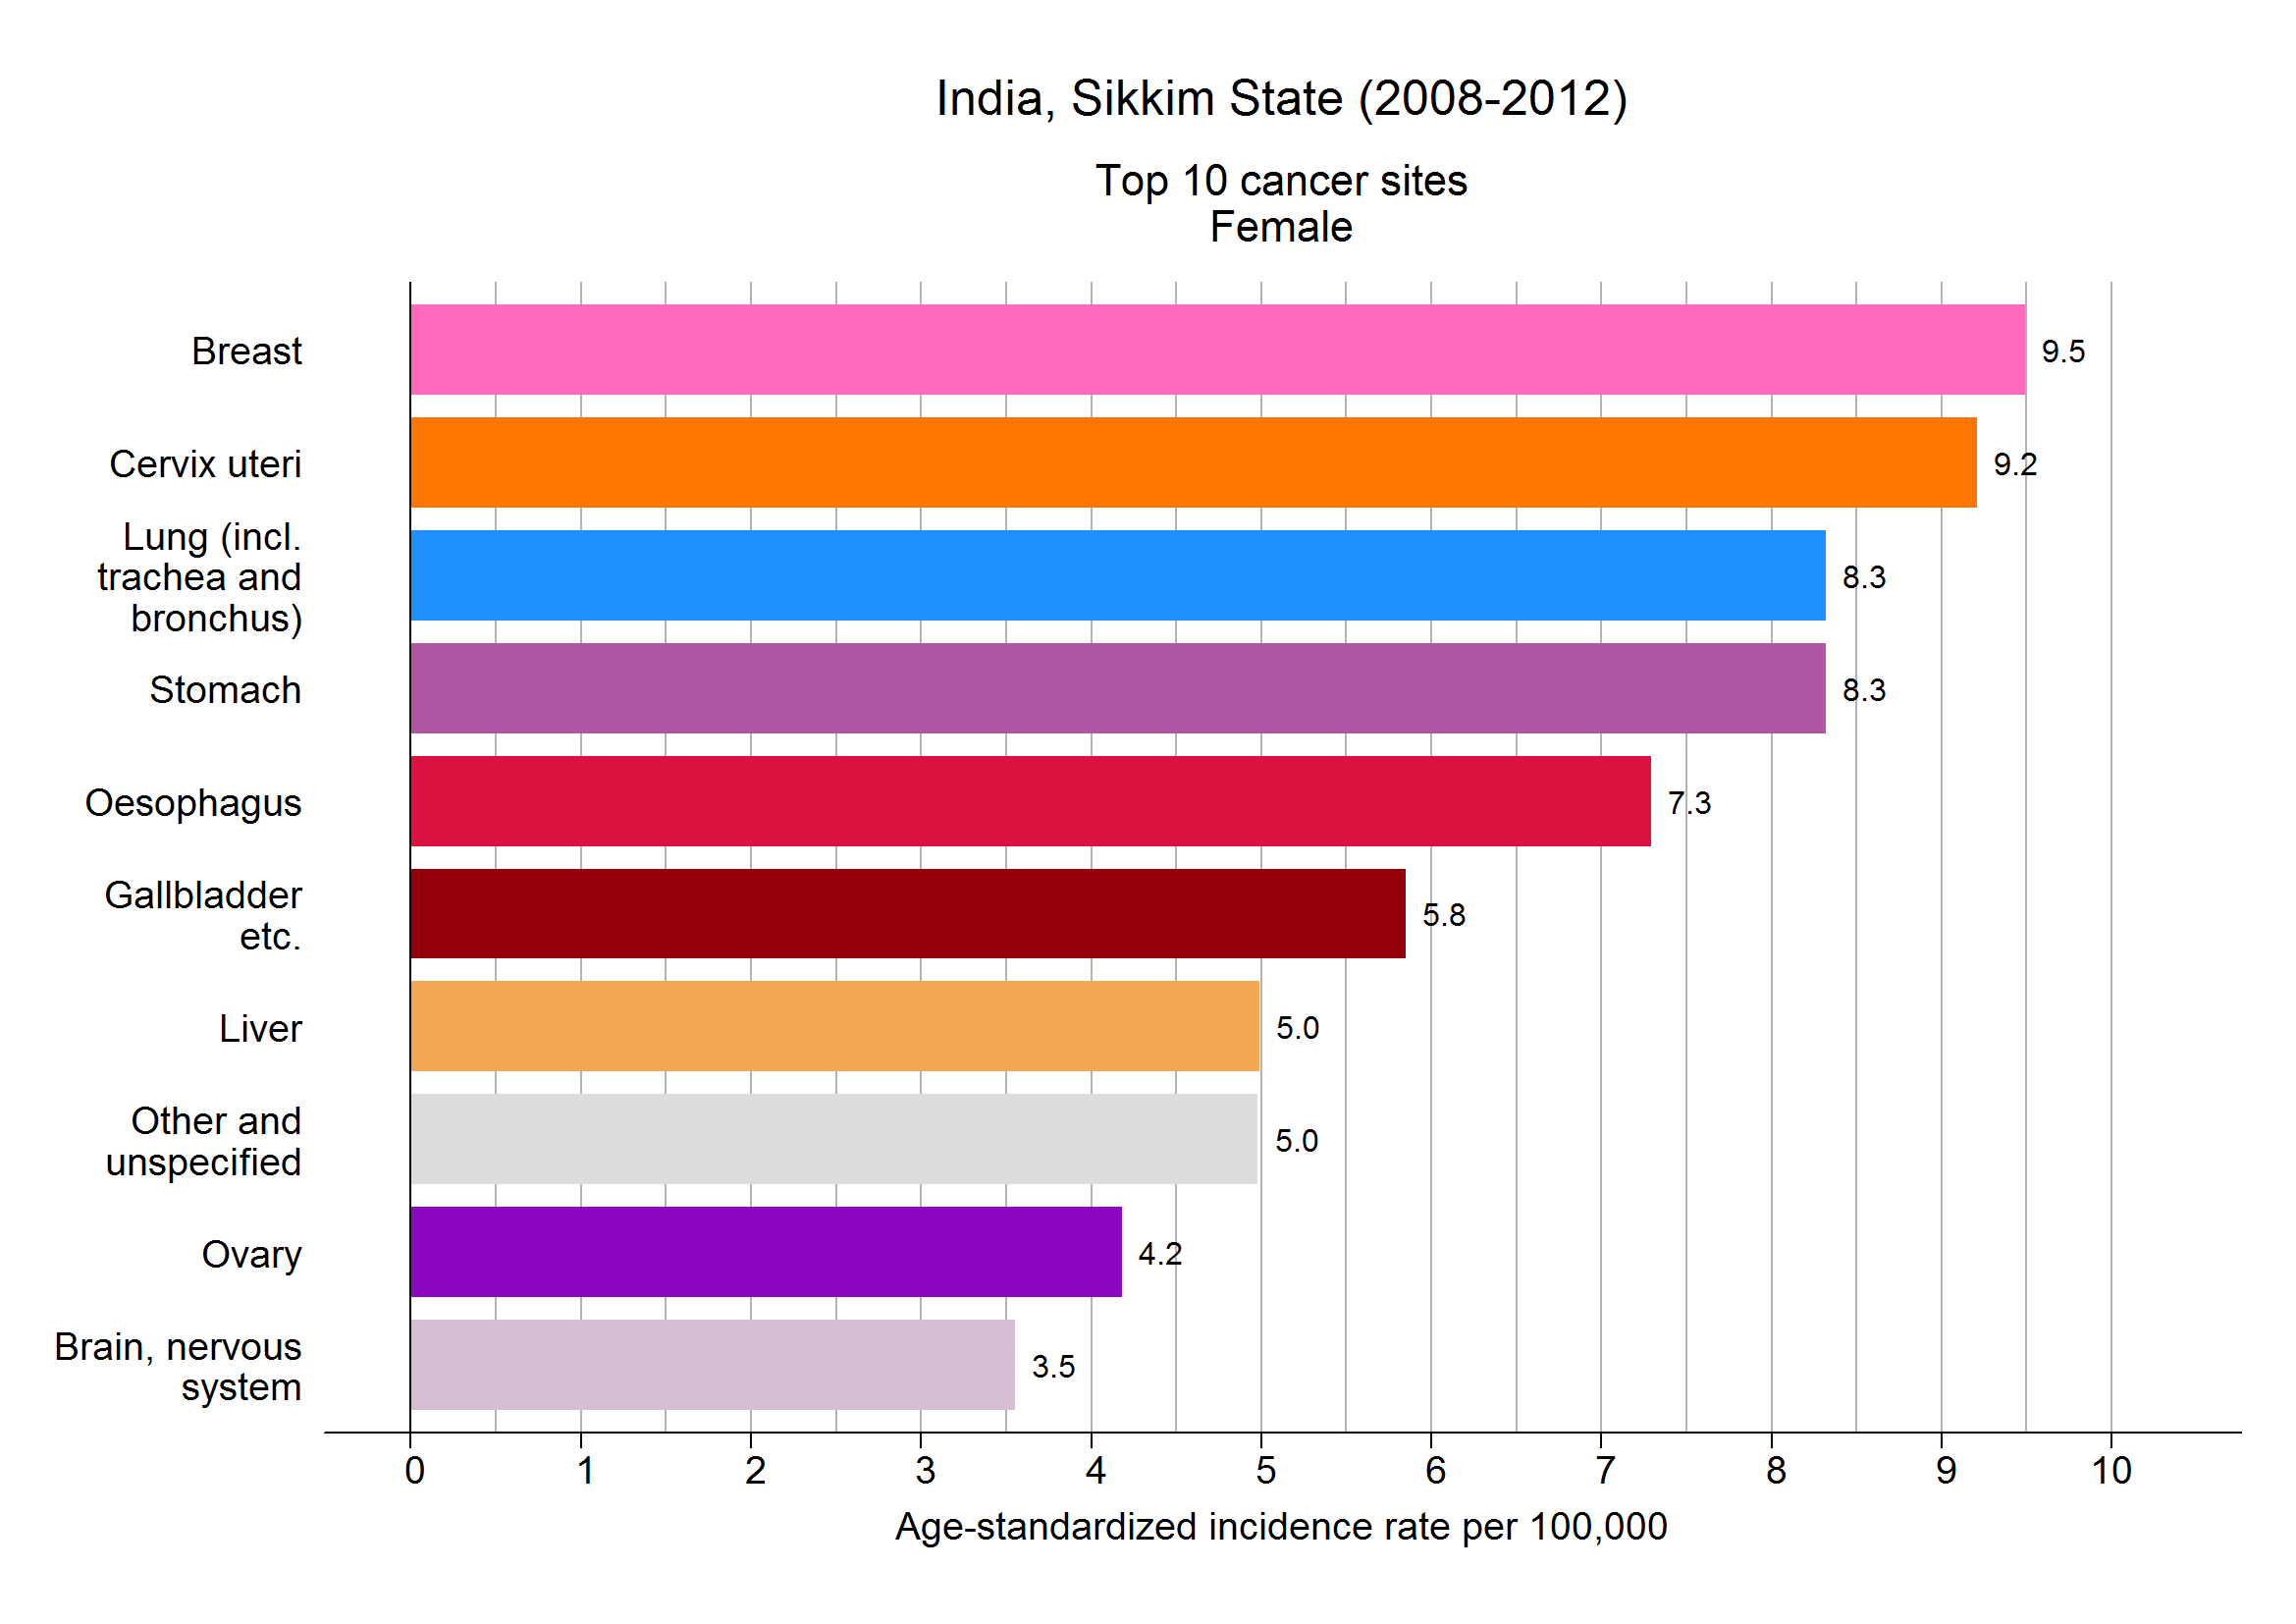 India, Sikkim State (2008-2012)
Top 10 cancer sites
Female
Breast
9.5
Cervix uteri
9.2
Lung (incl.
trachea and
bronchus)
8.3
Stomach
8.3
Oesophagus
7.3
Gallbladder
etc.
5.8
Liver
5.0
Other and
unspecified
5.0
Ovary
4.2
Brain, nervous
system
3.5
0 1 2 3 4 5 6 7 8 9 10
Age-standardized incidence rate per 100,000